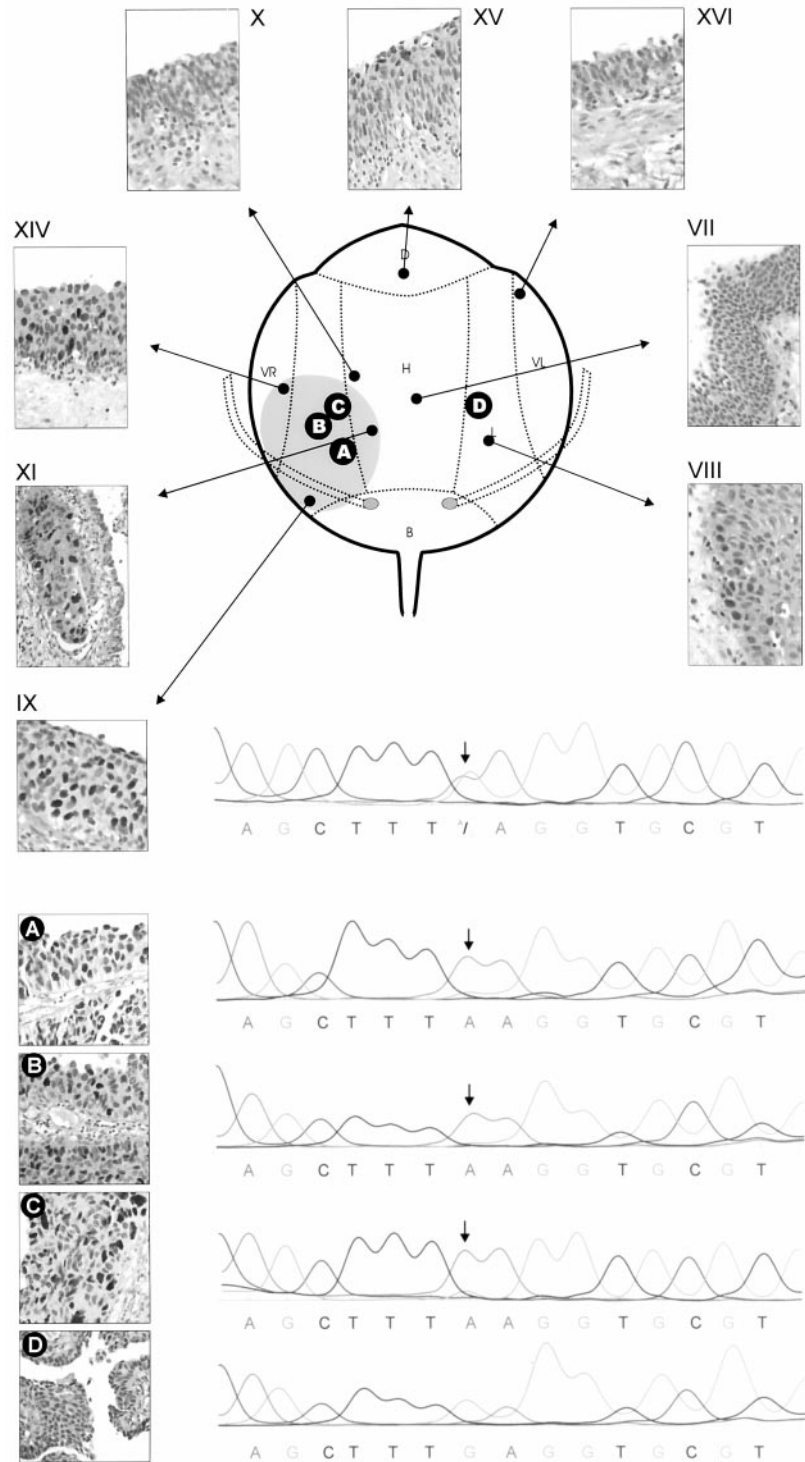 X XV XVI
XIV
VII
D
VR H VL
C D
B
A L
XI
VIII
B
IX
A G C T T T A/ A G G T G C G T
A
A G C T T T A A G G T G C G T
B
A G C T T T A A G G T G C G T
C
A G C T T T A A G G T G C G T
D
A G C T T T G A G G T G C G T